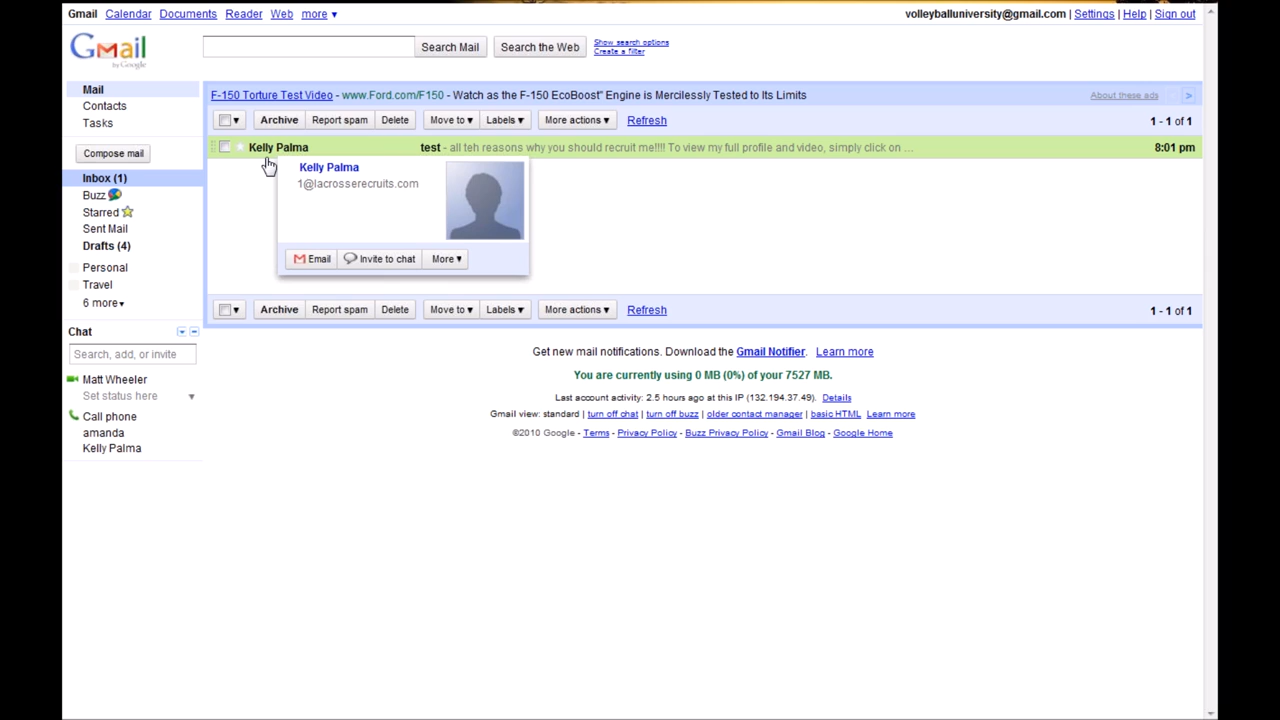 Gmail Calendar Documents Reader Web more ▾
volleyballuniversity@gmail.com | Settings | Help | Sign out
Gmail
by Google
Search Mail
Search the Web
Show search options
Create a filter
Mail
Contacts
Tasks
Compose mail
Inbox (1)
Buzz
Starred
Sent Mail
Drafts (4)
Personal
Travel
6 more▾
Chat
Search, add, or invite
Matt Wheeler
Set status here
Call phone
amanda
Kelly Palma
F-150 Torture Test Video - www.Ford.com/F150 - Watch as the F-150 EcoBoost" Engine is Mercilessly Tested to Its Limits
About these ads >
Archive Report spam Delete Move to ▾ Labels ▾ More actions ▾ Refresh 1 - 1 of 1
Kelly Palma test - all teh reasons why you should recruit me!!!! To view my full profile and video, simply click on ... 8:01 pm
Kelly Palma
1@lacrosserecruits.com
Email Invite to chat More ▾
Archive Report spam Delete Move to ▾ Labels ▾ More actions ▾ Refresh 1 - 1 of 1
Get new mail notifications. Download the Gmail Notifier. Learn more
You are currently using 0 MB (0%) of your 7527 MB.
Last account activity: 2.5 hours ago at this IP (132.194.37.49). Details
Gmail view: standard | turn off chat | turn off buzz | older contact manager | basic HTML Learn more
©2010 Google - Terms - Privacy Policy - Buzz Privacy Policy - Gmail Blog - Google Home